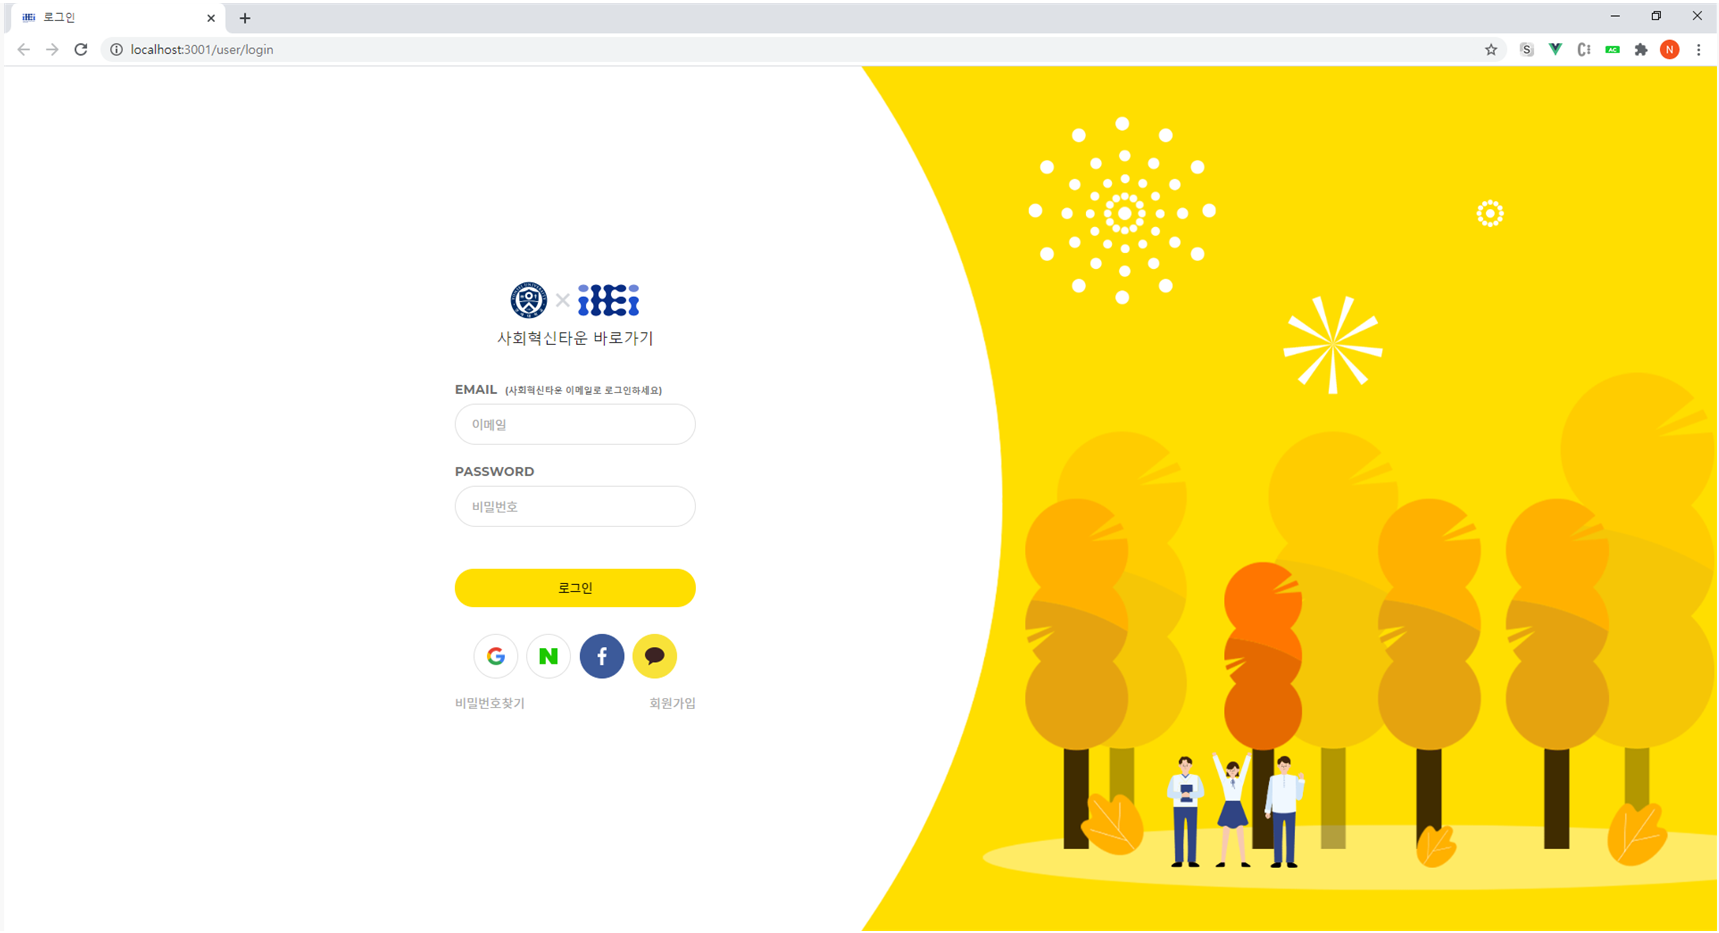 로그인
localhost:3001/user/login
S
AC
N
사회혁신타운 바로가기
EMAIL (사회혁신타운 이메일로 로그인하세요)
이메일
PASSWORD
비밀번호
로그인
비밀번호찾기 회원가입